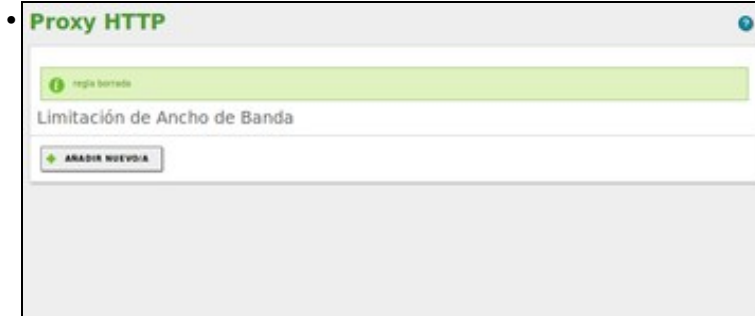 Proxy HTTP
regla borrada
Limitación de Ancho de Banda
AÑADIR NUEVO/A